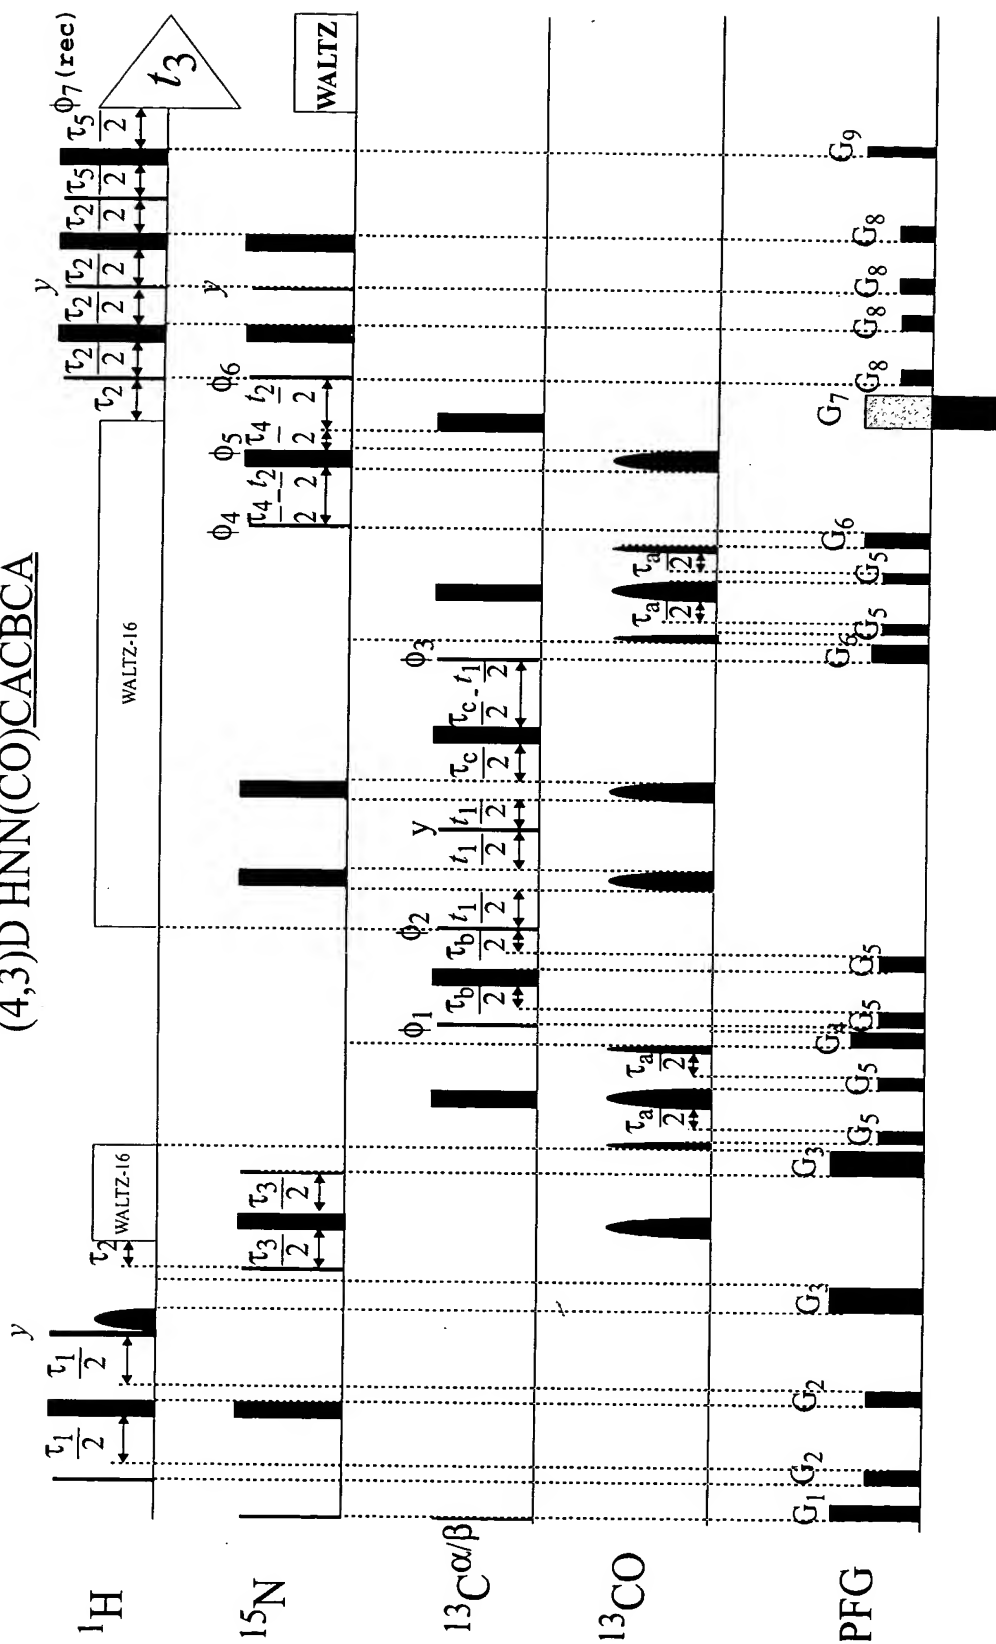 (4,3)D HNN(CO)CACBCA
¹H τ₁/2 τ₁/2 y τ₂ WALTZ-16 WALTZ-16 τ₂ τ₂/2 τ₂/2 y τ₂/2 τ₂/2 τ₅/2 τ₅/2 ϕ₇(rec) t₃
¹⁵N τ₃/2 τ₃/2 ϕ₄ τ₄/2 - t₂/2 ϕ₅ τ₄/2 t₂/2 ϕ₆ y WALTZ
¹³Cα/β ϕ₁ τb/2 τb/2 ϕ₂ t₁/2 t₁/2 y t₁/2 τc/2 τc/2 - t₁/2 ϕ₃
¹³CO τa/2 τa/2 τa/2 τa/2
PFG G₁ G₂ G₂ G₃ G₃ G₅ G₅ G₄ G₅ G₅ G₆ G₅ G₅ G₆ G₇ G₈ G₈ G₈ G₈ G₉